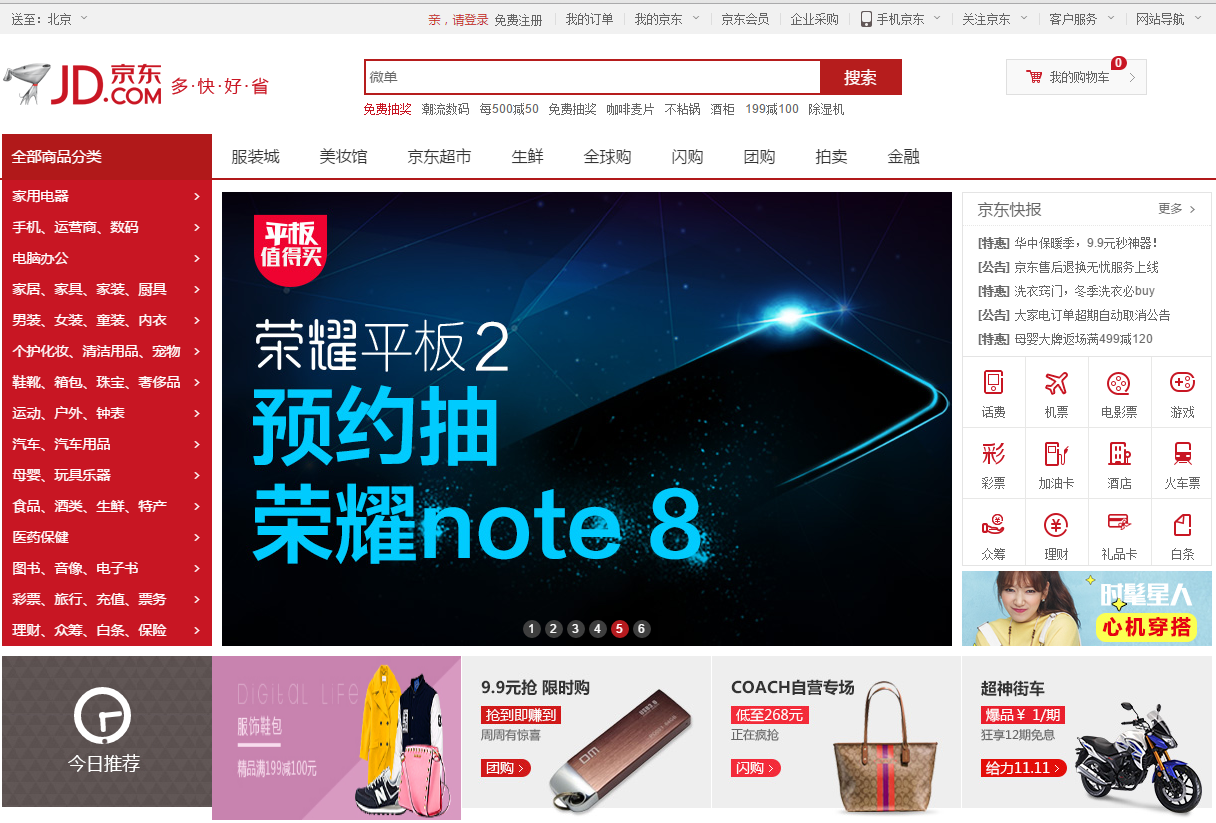 送至：北京
亲，请登录 免费注册 我的订单 我的京东 京东会员 企业采购 手机京东 关注京东 客户服务 网站导航
JD.COM 京东
多·快·好·省
微单
搜索
0
我的购物车
免费抽奖 潮流数码 每500减50 免费抽奖 咖啡麦片 不粘锅 酒柜 199减100 除湿机
全部商品分类
服装城 美妆馆 京东超市 生鲜 全球购 闪购 团购 拍卖 金融
家用电器
手机、运营商、数码
电脑办公
家居、家具、家装、厨具
男装、女装、童装、内衣
个护化妆、清洁用品、宠物
鞋靴、箱包、珠宝、奢侈品
运动、户外、钟表
汽车、汽车用品
母婴、玩具乐器
食品、酒类、生鲜、特产
医药保健
图书、音像、电子书
彩票、旅行、充值、票务
理财、众筹、白条、保险
平板
值得买
荣耀平板2
预约抽
荣耀note 8
1 2 3 4 5 6
京东快报 更多
[特惠] 华中保暖季，9.9元秒神器！
[公告] 京东售后退换无忧服务上线
[特惠] 洗衣窍门，冬季洗衣必buy
[公告] 大家电订单超期自动取消公告
[特惠] 母婴大牌返场满499减120
话费 机票 电影票 游戏
彩
彩票 加油卡 酒店 火车票
众筹 理财 礼品卡 白条
时髦星人
心机穿搭
今日推荐
DIGITAL LIFE
服饰鞋包
精品满199减100元
9.9元抢 限时购
抢到即赚到
周周有惊喜
团购
DM
COACH自营专场
低至268元
正在疯抢
闪购
超神街车
爆品￥ 1/期
狂享12期免息
给力11.11